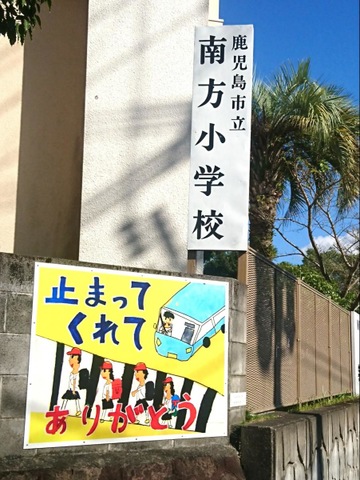 鹿児島市立
南方小学校
止まって
くれて
ありがとう